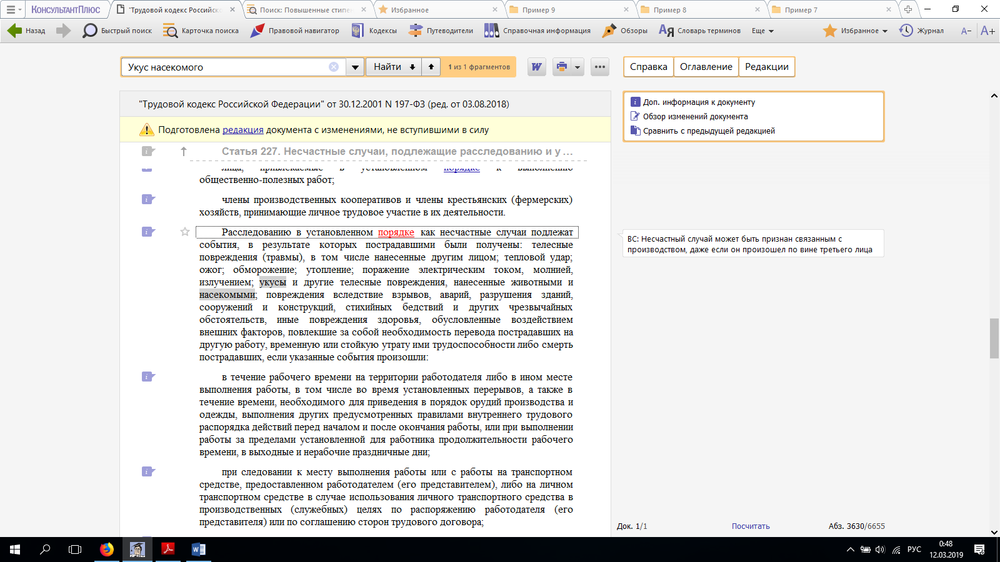 КонсультантПлюс
"Трудовой кодекс Российско
Поиск: Повышенные стипен
Избранное
Пример 9
Пример 8
Пример 7
Назад
Быстрый поиск
Карточка поиска
Правовой навигатор
Кодексы
Путеводители
Справочная информация
Обзоры
Словарь терминов
Еще
Избранное
Журнал
А−
А+
Укус насекомого
Найти
1 из 1 фрагментов
W
Справка
Оглавление
Редакции
"Трудовой кодекс Российской Федерации" от 30.12.2001 N 197-ФЗ (ред. от 03.08.2018)
Подготовлена редакция документа с изменениями, не вступившими в силу
Доп. информация к документу
Обзор изменений документа
Сравнить с предыдущей редакцией
Статья 227. Несчастные случаи, подлежащие расследованию и у ...
лица, привлекаемые в установленном порядке к выполнению
общественно-полезных работ;
члены производственных кооперативов и члены крестьянских (фермерских)
хозяйств, принимающие личное трудовое участие в их деятельности.
Расследованию в установленном порядке как несчастные случаи подлежат
события, в результате которых пострадавшими были получены: телесные
повреждения (травмы), в том числе нанесенные другим лицом; тепловой удар;
ожог; обморожение; утопление; поражение электрическим током, молнией,
излучением; укусы и другие телесные повреждения, нанесенные животными и
насекомыми; повреждения вследствие взрывов, аварий, разрушения зданий,
сооружений и конструкций, стихийных бедствий и других чрезвычайных
обстоятельств, иные повреждения здоровья, обусловленные воздействием
внешних факторов, повлекшие за собой необходимость перевода пострадавших на
другую работу, временную или стойкую утрату ими трудоспособности либо смерть
пострадавших, если указанные события произошли:
ВС: Несчастный случай может быть признан связанным с
производством, даже если он произошел по вине третьего лица
в течение рабочего времени на территории работодателя либо в ином месте
выполнения работы, в том числе во время установленных перерывов, а также в
течение времени, необходимого для приведения в порядок орудий производства и
одежды, выполнения других предусмотренных правилами внутреннего трудового
распорядка действий перед началом и после окончания работы, или при выполнении
работы за пределами установленной для работника продолжительности рабочего
времени, в выходные и нерабочие праздничные дни;
при следовании к месту выполнения работы или с работы на транспортном
средстве, предоставленном работодателем (его представителем), либо на личном
транспортном средстве в случае использования личного транспортного средства в
производственных (служебных) целях по распоряжению работодателя (его
представителя) или по соглашению сторон трудового договора;
Док. 1/1
Посчитать
Абз. 3630/6655
РУС
0:48
12.03.2019